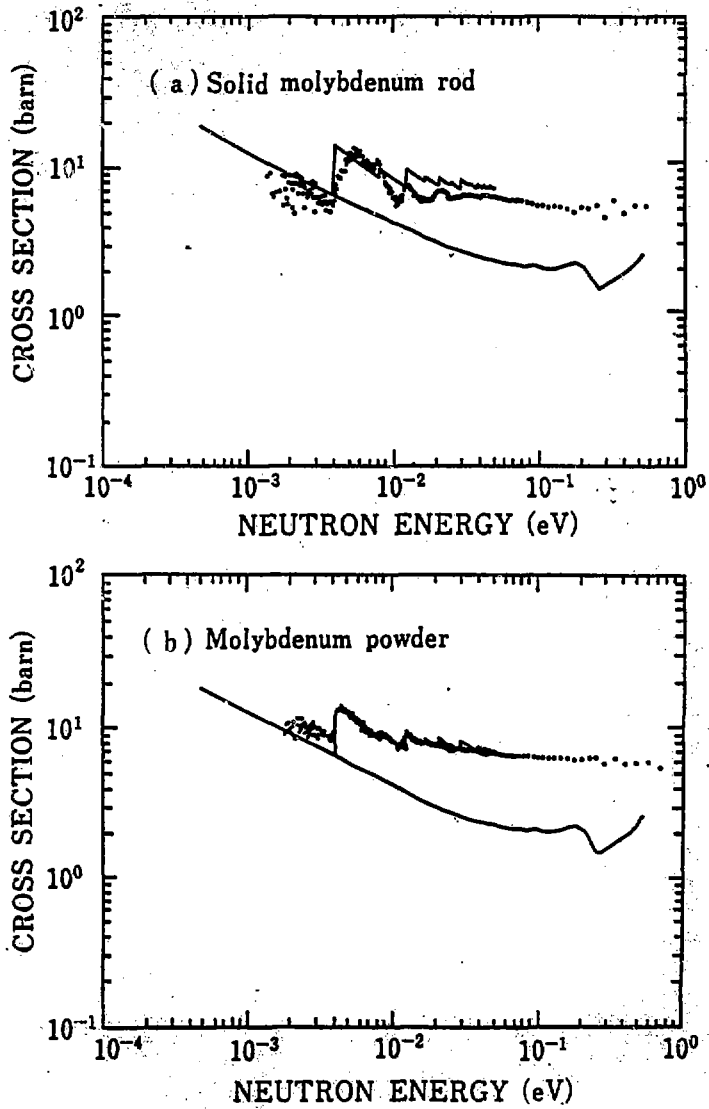 10²
(a) Solid molybdenum rod
10¹
10⁰
10⁻¹
CROSS SECTION (barn)
10⁻⁴ 10⁻³ 10⁻² 10⁻¹ 10⁰
NEUTRON ENERGY (eV)
10²
(b) Molybdenum powder
10¹
10⁰
10⁻¹
CROSS SECTION (barn)
10⁻⁴ 10⁻³ 10⁻² 10⁻¹ 10⁰
NEUTRON ENERGY (eV)